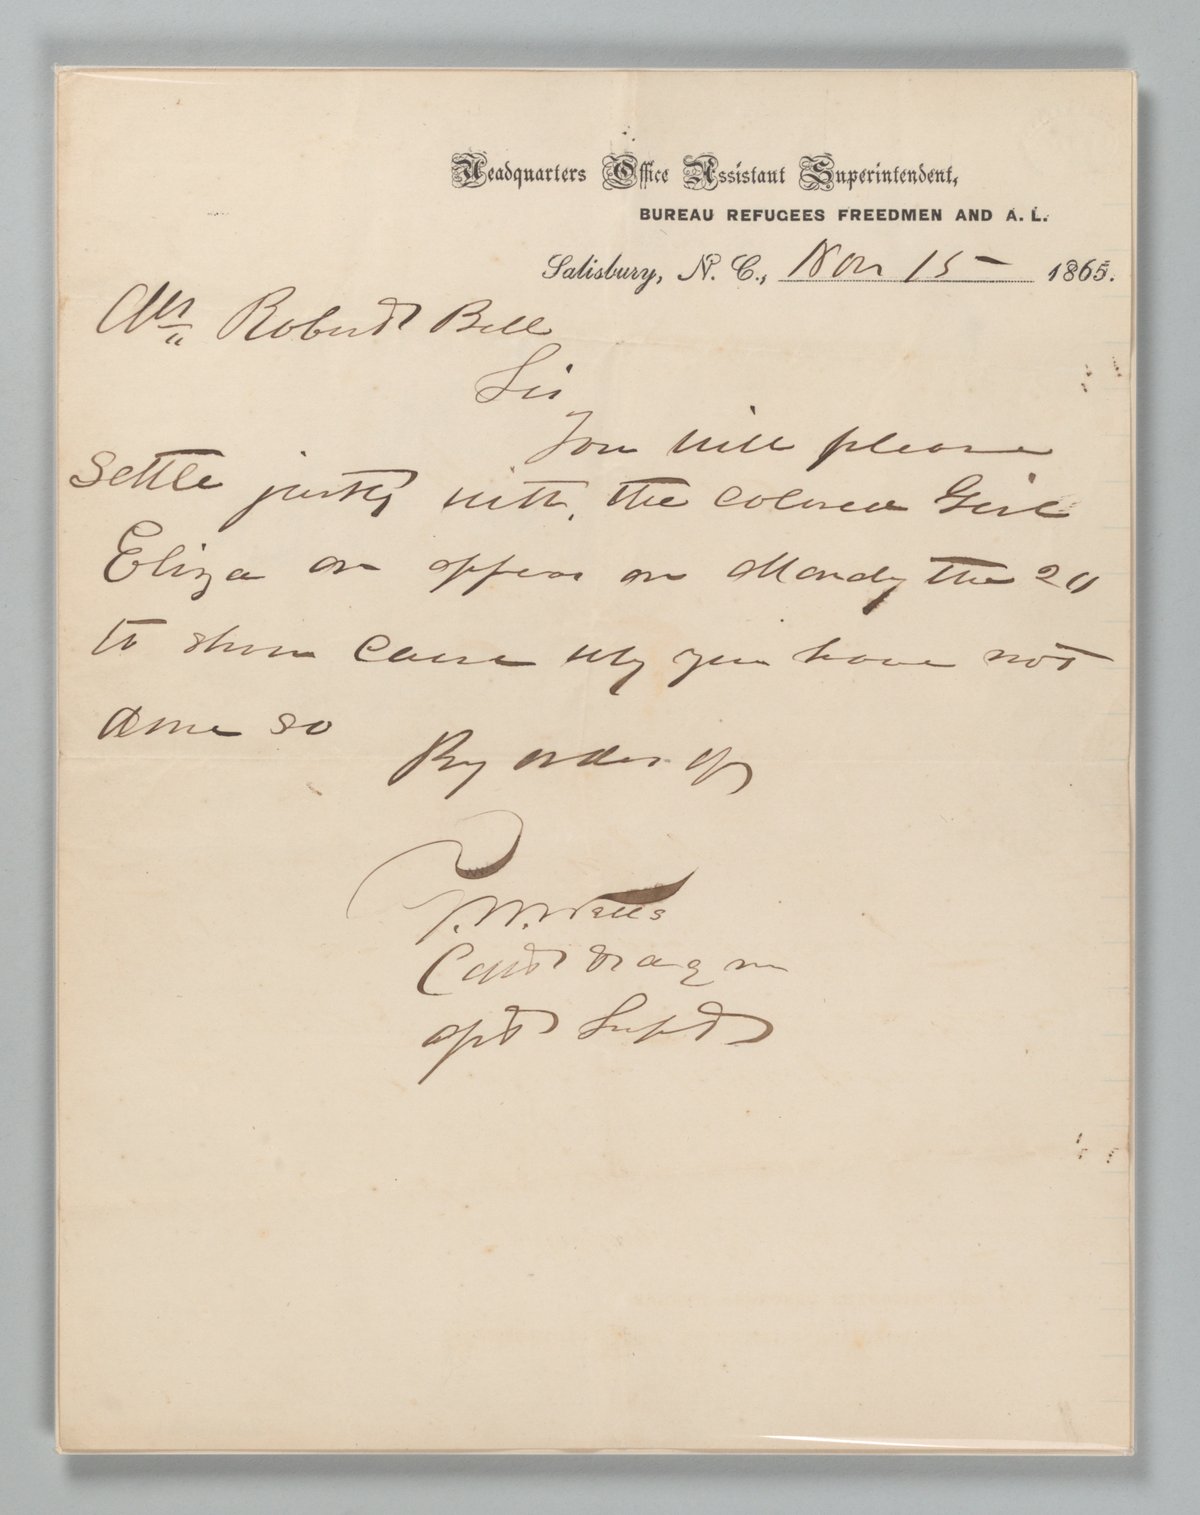 Headquarters Office Assistant Superintendent,
BUREAU REFUGEES FREEDMEN AND A. L.
Salisbury, N. C., Nov 15 1865.
Mr Robert Bell
Sir
You will please
settle justly with the colored Girl
Eliza or appear on Monday the 20
to show cause why you have not
done so
By order of
Capt &
Asst Supt